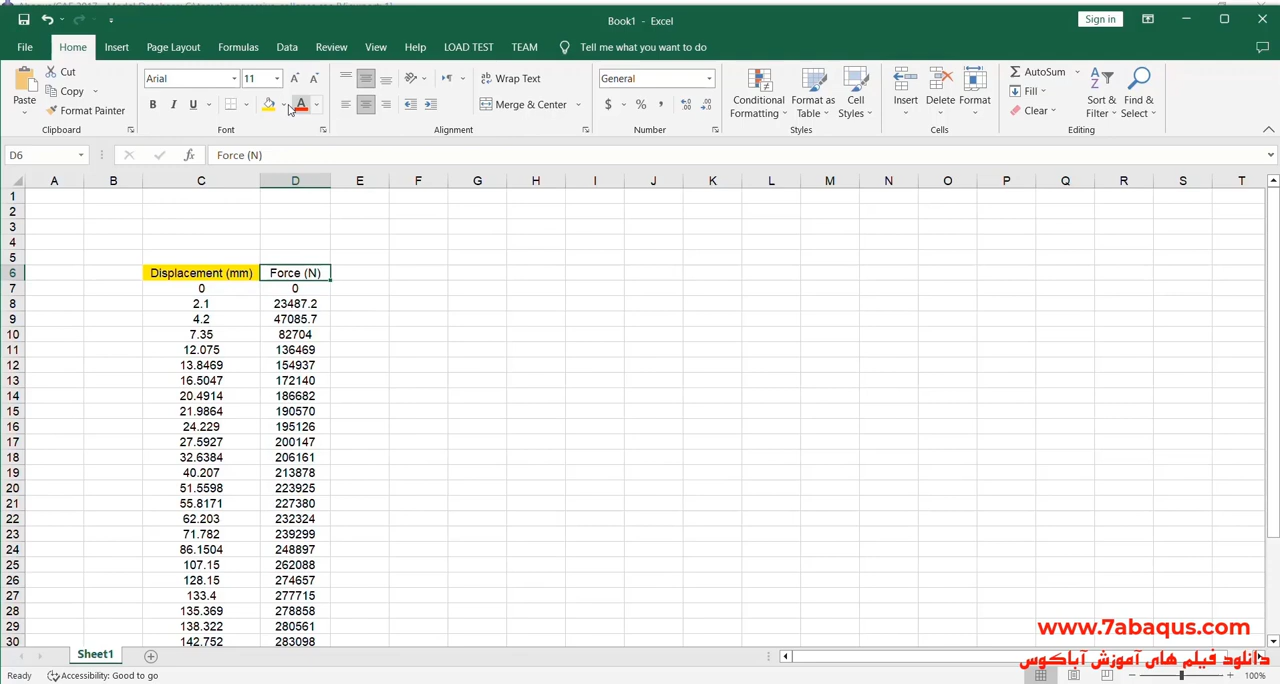 Book1 - Excel
Sign in
File Home Insert Page Layout Formulas Data Review View Help LOAD TEST TEAM Tell me what you want to do
Paste
Cut
Copy
Format Painter
Clipboard
Arial 11
B I U
Font
Wrap Text
Merge & Center
Alignment
General
$ % ,
Number
Conditional Formatting
Format as Table
Cell Styles
Styles
Insert
Delete
Format
Cells
AutoSum
Fill
Clear
Sort & Filter
Find & Select
Editing
D6 fx Force (N)
A B C D E F G H I J K L M N O P Q R S T
1
2
3
4
5
6 Displacement (mm) Force (N)
7 0 0
8 2.1 23487.2
9 4.2 47085.7
10 7.35 82704
11 12.075 136469
12 13.8469 154937
13 16.5047 172140
14 20.4914 186682
15 21.9864 190570
16 24.229 195126
17 27.5927 200147
18 32.6384 206161
19 40.207 213878
20 51.5598 223925
21 55.8171 227380
22 62.203 232324
23 71.782 239299
24 86.1504 248897
25 107.15 262088
26 128.15 274657
27 133.4 277715
28 135.369 278858
29 138.322 280561
30 142.752 283098
www.7abaqus.com
دانلود فیلم های آموزش آباکوس
Sheet1
Ready Accessibility: Good to go 100%